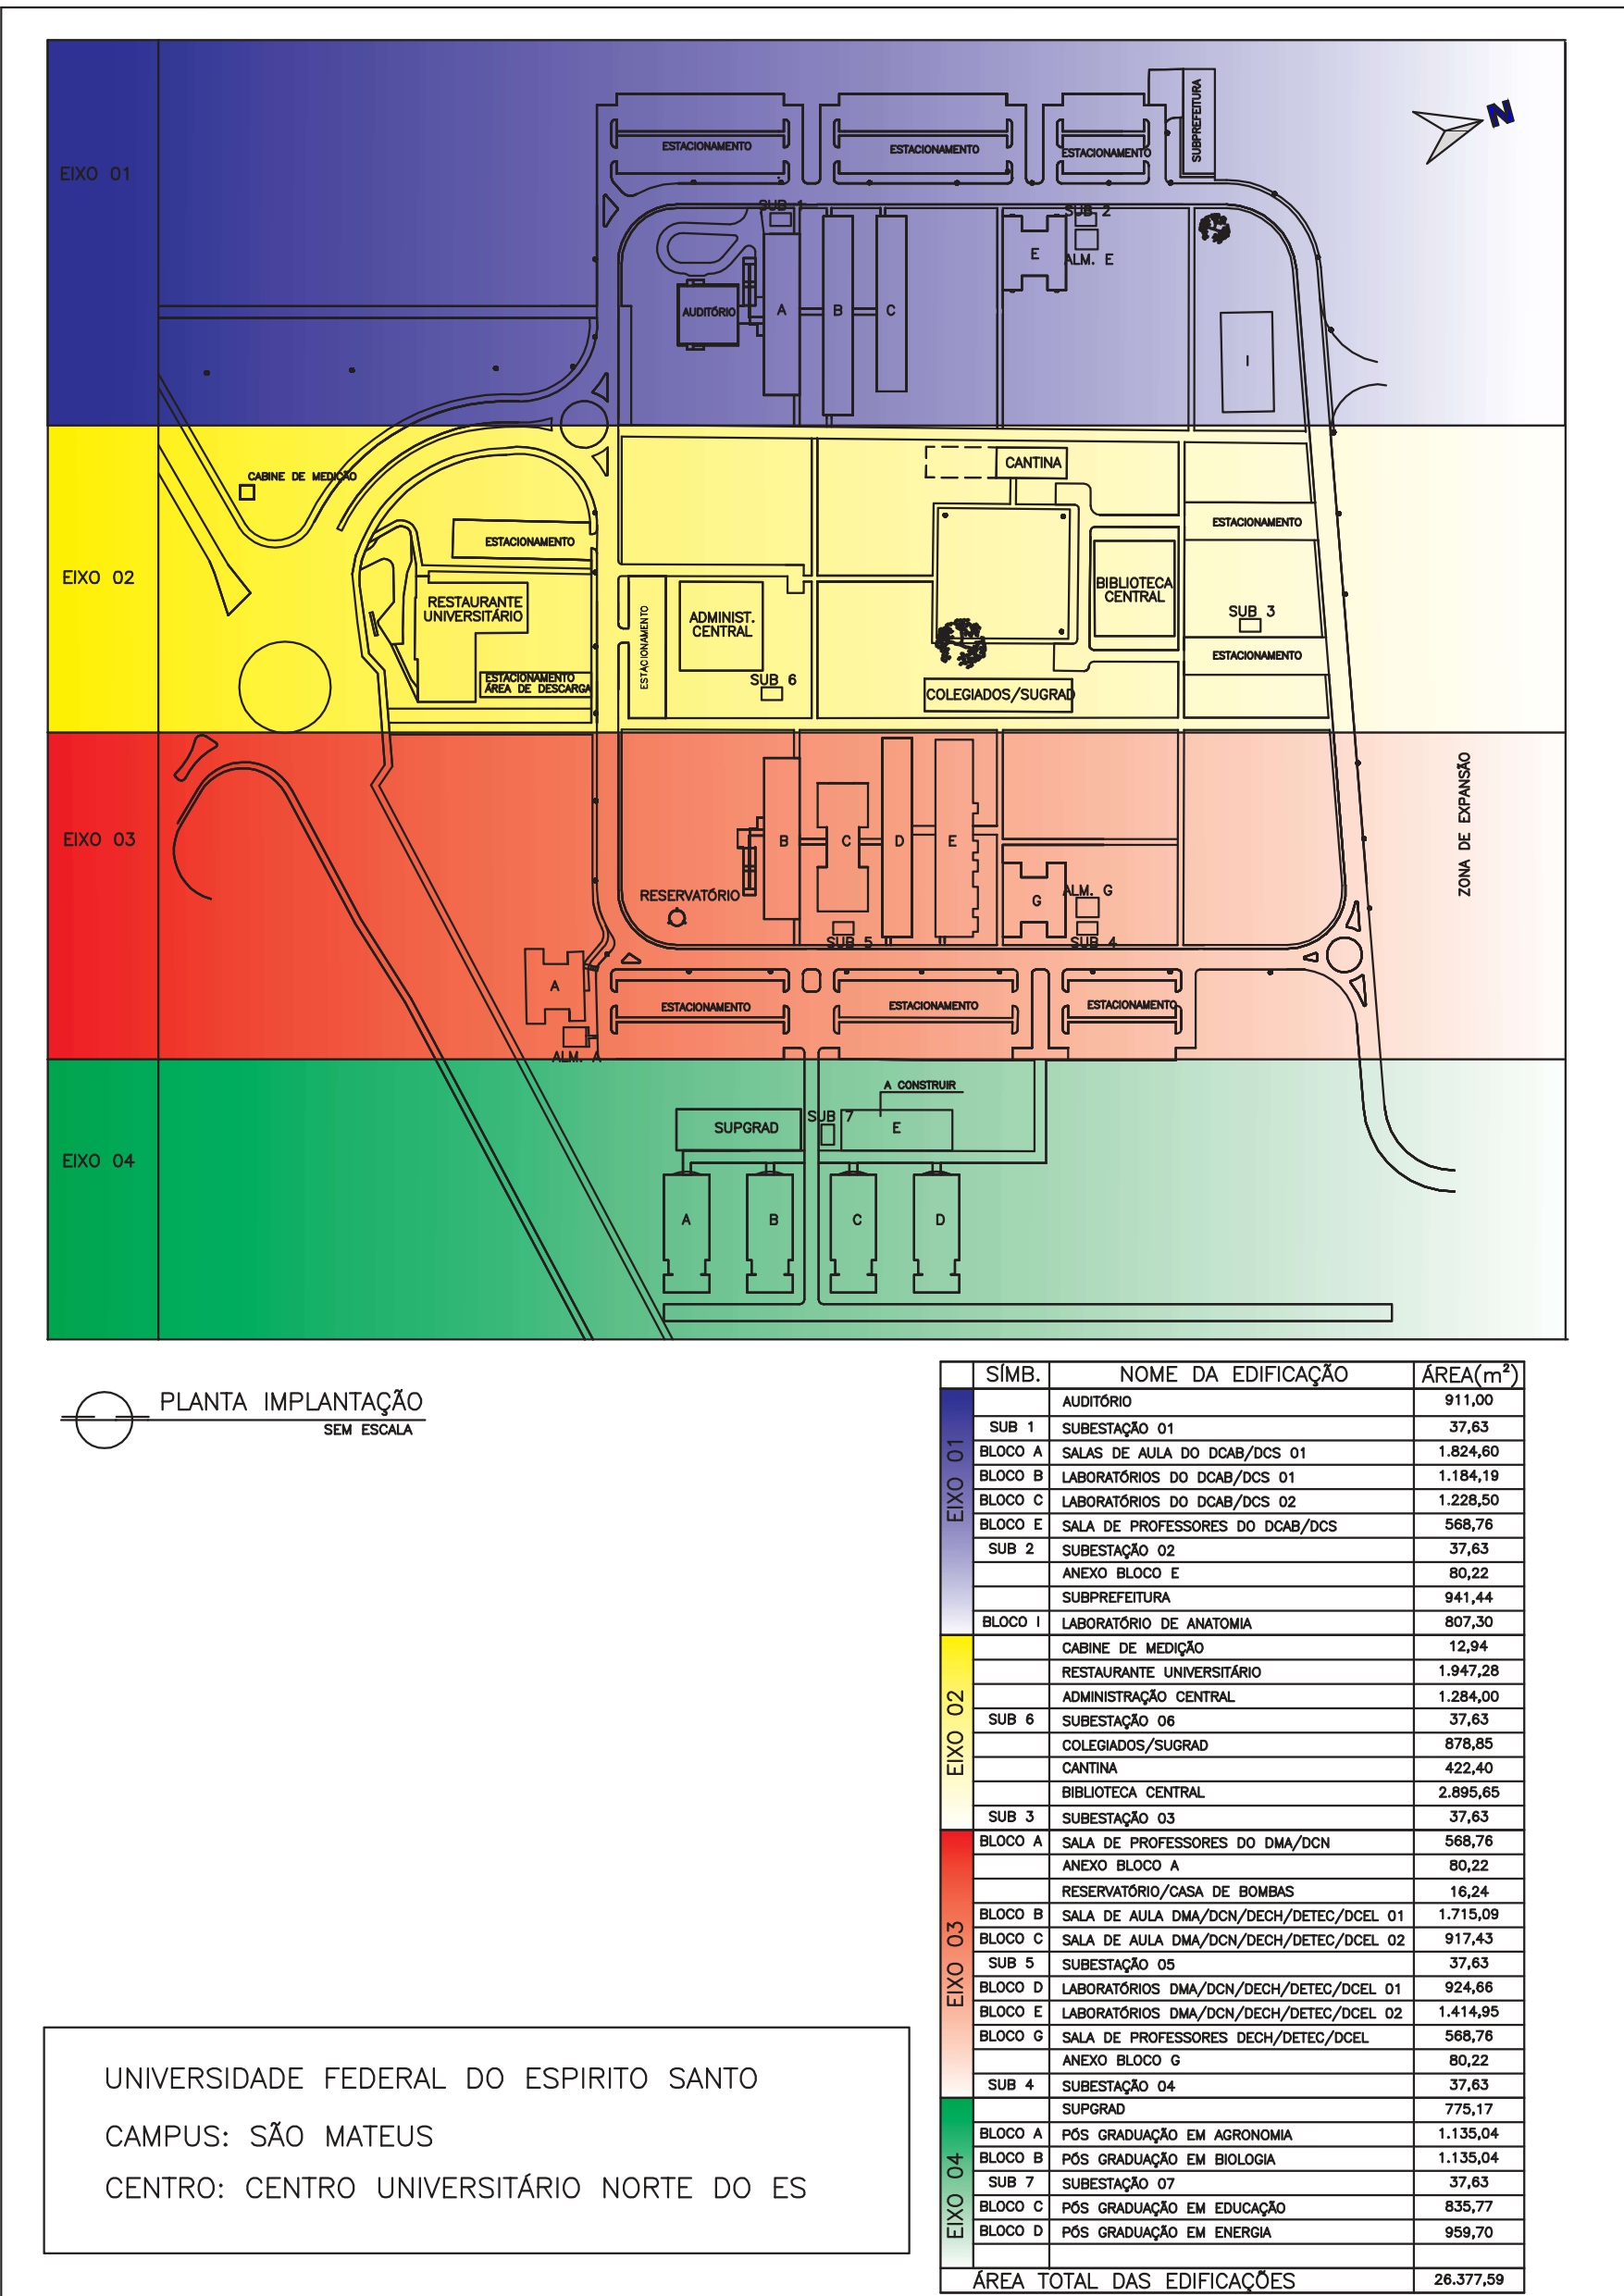 EIXO 01
ESTACIONAMENTO
ESTACIONAMENTO
ESTACIONAMENTO
SUBPREFEITURA
N
SUB 1
SUB 2
E
ALM. E
AUDITÓRIO
A
B
C
I
EIXO 02
CABINE DE MEDIÇÃO
CANTINA
ESTACIONAMENTO
ESTACIONAMENTO
RESTAURANTE
UNIVERSITÁRIO
ESTACIONAMENTO
ADMINIST.
CENTRAL
BIBLIOTECA
CENTRAL
SUB 3
ESTACIONAMENTO
ESTACIONAMENTO
ÁREA DE DESCARGA
SUB 6
COLEGIADOS/SUGRAD
EIXO 03
ZONA DE EXPANSÃO
B
C
D
E
RESERVATÓRIO
G
ALM. G
SUB 5
SUB 4
A
ESTACIONAMENTO
ESTACIONAMENTO
ESTACIONAMENTO
ALM. A
EIXO 04
A CONSTRUIR
SUPGRAD
SUB 7
E
A
B
C
D
PLANTA IMPLANTAÇÃO
SEM ESCALA
SÍMB. NOME DA EDIFICAÇÃO ÁREA(m²)
EIXO 01
AUDITÓRIO 911,00
SUB 1 SUBESTAÇÃO 01 37,63
BLOCO A SALAS DE AULA DO DCAB/DCS 01 1.824,60
BLOCO B LABORATÓRIOS DO DCAB/DCS 01 1.184,19
BLOCO C LABORATÓRIOS DO DCAB/DCS 02 1.228,50
BLOCO E SALA DE PROFESSORES DO DCAB/DCS 568,76
SUB 2 SUBESTAÇÃO 02 37,63
ANEXO BLOCO E 80,22
SUBPREFEITURA 941,44
BLOCO I LABORATÓRIO DE ANATOMIA 807,30
EIXO 02
CABINE DE MEDIÇÃO 12,94
RESTAURANTE UNIVERSITÁRIO 1.947,28
ADMINISTRAÇÃO CENTRAL 1.284,00
SUB 6 SUBESTAÇÃO 06 37,63
COLEGIADOS/SUGRAD 878,85
CANTINA 422,40
BIBLIOTECA CENTRAL 2.895,65
SUB 3 SUBESTAÇÃO 03 37,63
EIXO 03
BLOCO A SALA DE PROFESSORES DO DMA/DCN 568,76
ANEXO BLOCO A 80,22
RESERVATÓRIO/CASA DE BOMBAS 16,24
BLOCO B SALA DE AULA DMA/DCN/DECH/DETEC/DCEL 01 1.715,09
BLOCO C SALA DE AULA DMA/DCN/DECH/DETEC/DCEL 02 917,43
SUB 5 SUBESTAÇÃO 05 37,63
BLOCO D LABORATÓRIOS DMA/DCN/DECH/DETEC/DCEL 01 924,66
BLOCO E LABORATÓRIOS DMA/DCN/DECH/DETEC/DCEL 02 1.414,95
BLOCO G SALA DE PROFESSORES DECH/DETEC/DCEL 568,76
ANEXO BLOCO G 80,22
SUB 4 SUBESTAÇÃO 04 37,63
EIXO 04
SUPGRAD 775,17
BLOCO A PÓS GRADUAÇÃO EM AGRONOMIA 1.135,04
BLOCO B PÓS GRADUAÇÃO EM BIOLOGIA 1.135,04
SUB 7 SUBESTAÇÃO 07 37,63
BLOCO C PÓS GRADUAÇÃO EM EDUCAÇÃO 835,77
BLOCO D PÓS GRADUAÇÃO EM ENERGIA 959,70
ÁREA TOTAL DAS EDIFICAÇÕES 26.377,59
UNIVERSIDADE FEDERAL DO ESPIRITO SANTO
CAMPUS: SÃO MATEUS
CENTRO: CENTRO UNIVERSITÁRIO NORTE DO ES